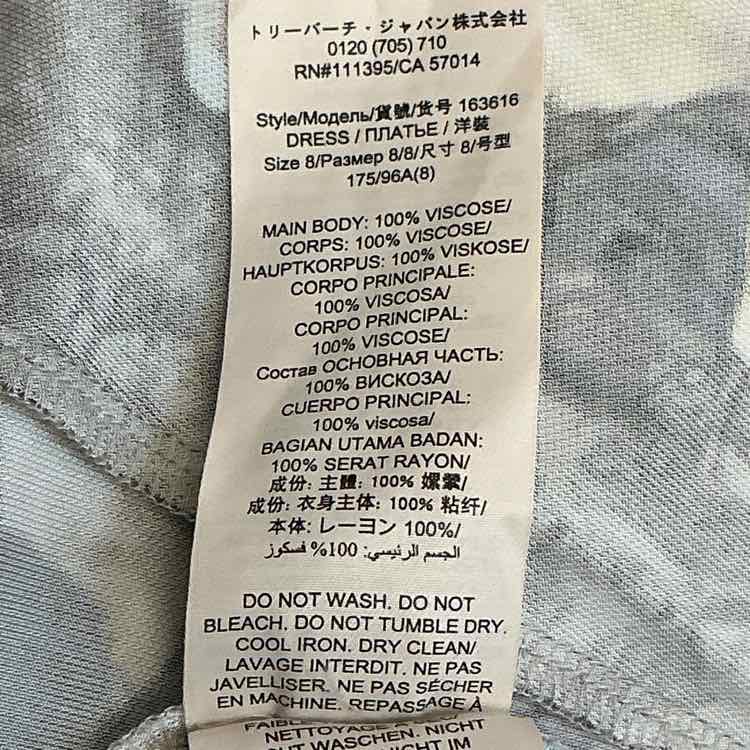 トリーバーチ・ジャパン株式会社
0120 (705) 710
RN#111395/CA 57014
Style/Модель/貨號/货号 163616
DRESS / ПЛАТЬЕ / 洋裝
Size 8/Размер 8/8/尺寸 8/号型
175/96A(8)
MAIN BODY: 100% VISCOSE/
CORPS: 100% VISCOSE/
HAUPTKORPUS: 100% VISKOSE/
CORPO PRINCIPALE:
100% VISCOSA/
CORPO PRINCIPAL:
100% VISCOSE/
Состав ОСНОВНАЯ ЧАСТЬ:
100% ВИСКОЗА/
CUERPO PRINCIPAL:
100% viscosa/
BAGIAN UTAMA BADAN:
100% SERAT RAYON/
成份: 主體: 100% 嫘縈/
成份: 衣身主体: 100% 粘纤/
本体: レーヨン 100%/
الجسم الرئيسي: 100% فسكوز
DO NOT WASH. DO NOT
BLEACH. DO NOT TUMBLE DRY.
COOL IRON. DRY CLEAN/
LAVAGE INTERDIT. NE PAS
JAVELLISER. NE PAS SÉCHER
EN MACHINE. REPASSAGE À
NETTOYAGE À
WASCHEN. NICHT
NICHT IM